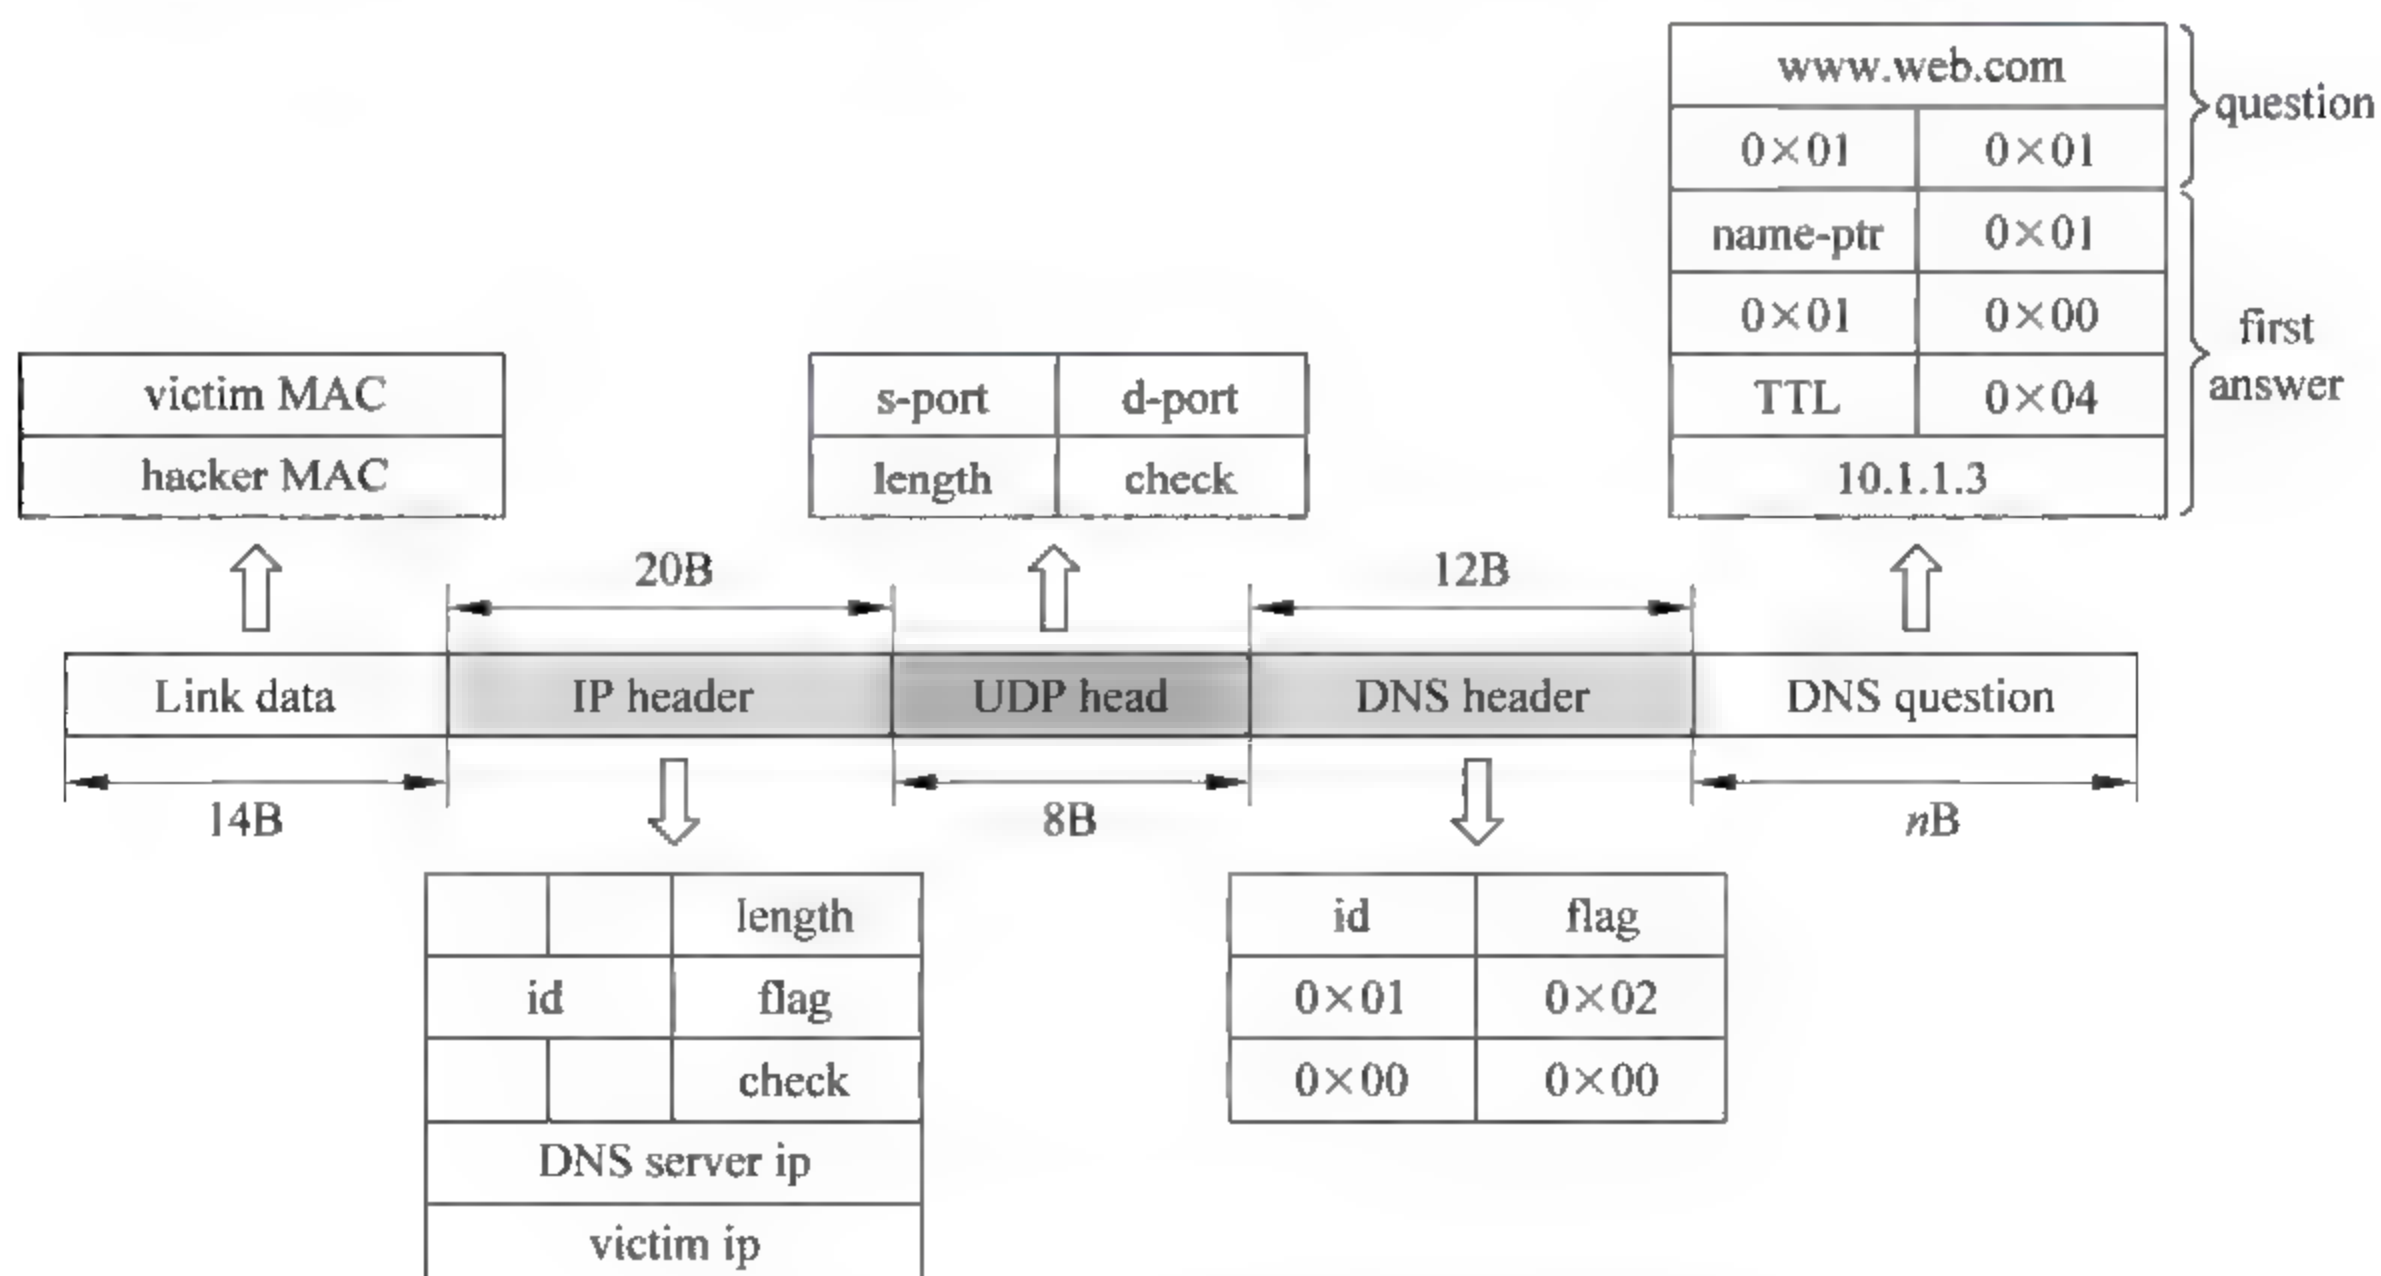 www.web.com
0×01 0×01
question
name-ptr 0×01
0×01 0×00
TTL 0×04
10.1.1.3
first
answer
victim MAC
hacker MAC
s-port d-port
length check
20B
12B
Link data IP header UDP head DNS header DNS question
14B
8B
nB
length
id flag
check
DNS server ip
victim ip
id flag
0×01 0×02
0×00 0×00